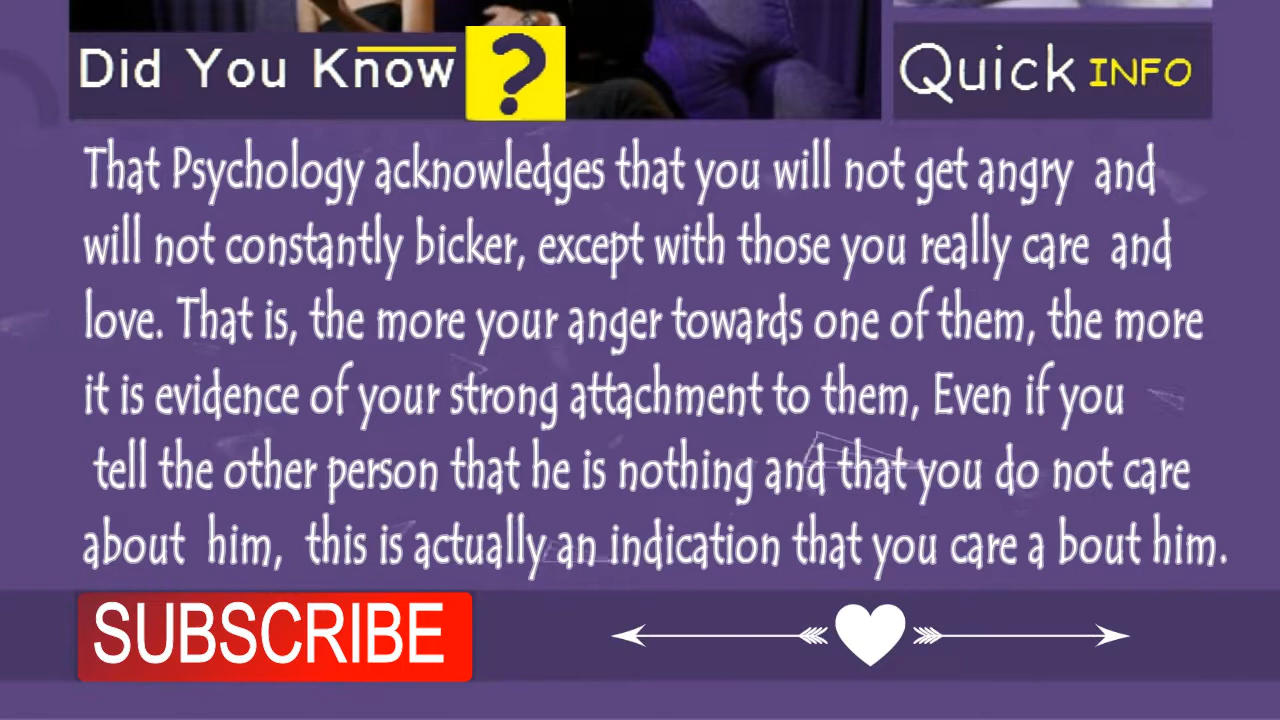 Did You Know ?
Quick INFO
That Psychology acknowledges that you will not get angry and
will not constantly bicker, except with those you really care and
love. That is, the more your anger towards one of them, the more
it is evidence of your strong attachment to them, Even if you
tell the other person that he is nothing and that you do not care
about him, this is actually an indication that you care a bout him.
SUBSCRIBE